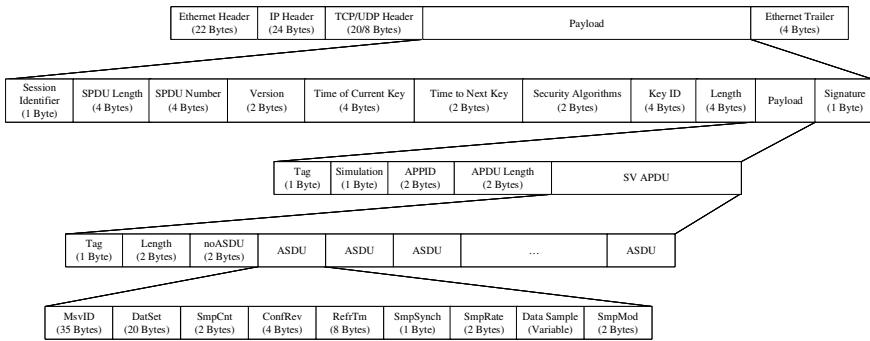 Ethernet Header IP Header TCP/UDP Header Payload Ethernet Trailer
(22 Bytes) (24 Bytes) (20/8 Bytes) (4 Bytes)
Session Identifier (1 Byte)
SPDU Length (4 Bytes)
SPDU Number (4 Bytes)
Version (2 Bytes)
Time of Current Key (4 Bytes)
Time to Next Key (2 Bytes)
Security Algorithms (2 Bytes)
Key ID (4 Bytes)
Length (4 Bytes)
Payload
Signature (1 Byte)
Tag (1 Byte)
Simulation (1 Byte)
APPID (2 Bytes)
APDU Length (2 Bytes)
SV APDU
Tag (1 Byte)
Length (2 Bytes)
noASDU (2 Bytes)
ASDU
ASDU
ASDU
...
ASDU
MsvID (35 Bytes)
DatSet (20 Bytes)
SmpCnt (2 Bytes)
ConfRev (4 Bytes)
RefrTm (8 Bytes)
SmpSynch (1 Byte)
SmpRate (2 Bytes)
Data Sample (Variable)
SmpMod (2 Bytes)